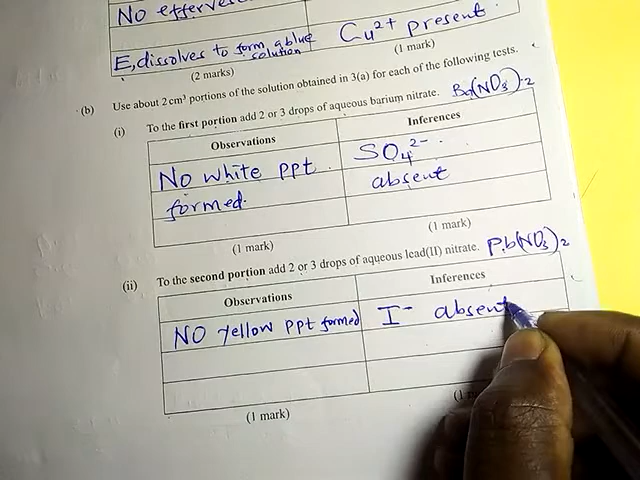 No efferves
E, dissolves to form a blue
solution
Cu²⁺ present.
(2 marks)
(1 mark)
(b) Use about 2 cm³ portions of the solution obtained in 3(a) for each of the following tests.
(i) To the first portion add 2 or 3 drops of aqueous barium nitrate. Ba(NO₃)₂
Observations
Inferences
No white ppt
formed.
SO₄²⁻
absent
(1 mark)
(1 mark)
(ii) To the second portion add 2 or 3 drops of aqueous lead(II) nitrate. Pb(NO₃)₂
Observations
Inferences
NO yellow ppt formed
I⁻ absent
(1 mark)
(1 m